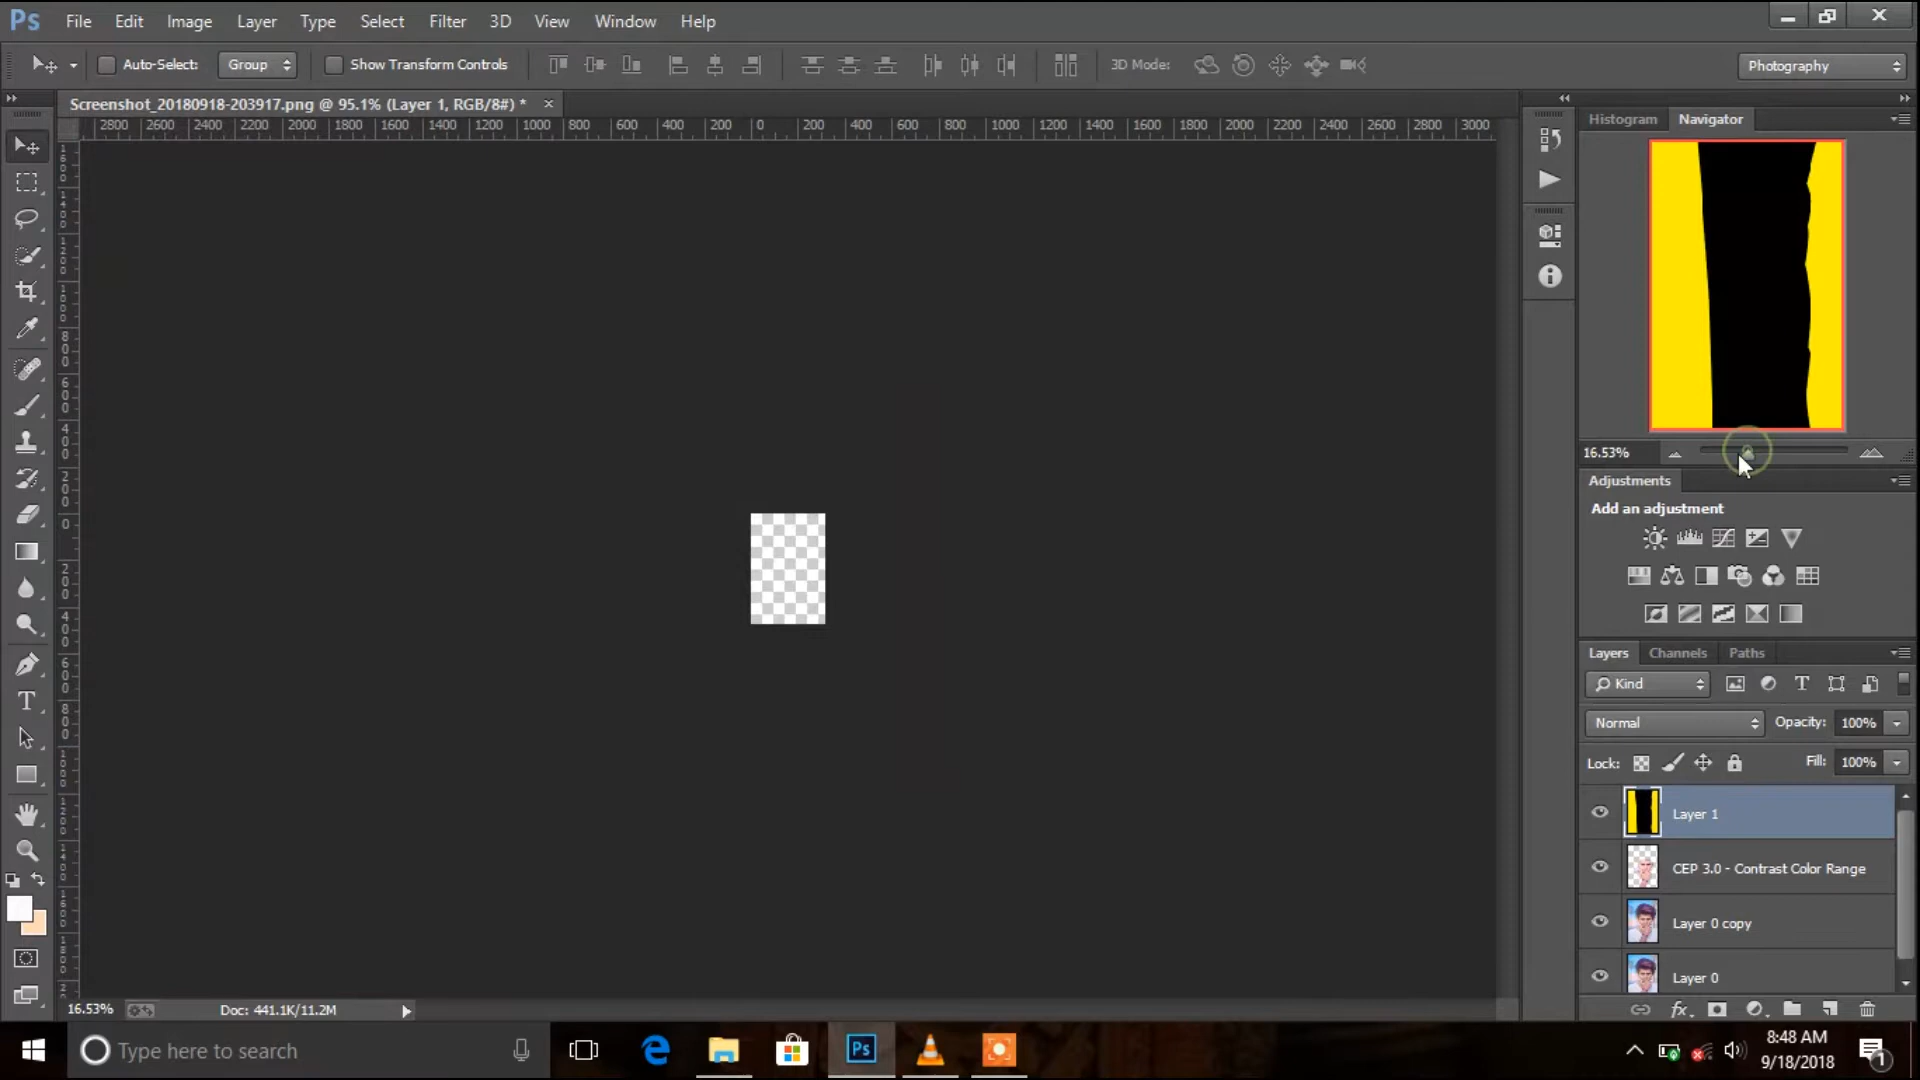 Ps File Edit Image Layer Type Select Filter 3D View Window Help
Auto-Select: Group Show Transform Controls 3D Mode: Photography
Screenshot_20180918-203917.png @ 95.1% (Layer 1, RGB/8#) * ×
2800 2600 2400 2200 2000 1800 1600 1400 1200 1000 800 600 400 200 0 200 400 600 800 1000 1200 1400 1600 1800 2000 2200 2400 2600 2800 3000
Histogram Navigator
16.53%
Adjustments
Add an adjustment
Layers Channels Paths
Kind
Normal Opacity: 100%
Lock: Fill: 100%
Layer 1
CEP 3.0 - Contrast Color Range
Layer 0 copy
Layer 0
16.53% Doc: 441.1K/11.2M
Type here to search
Ps
8:48 AM
9/18/2018
1